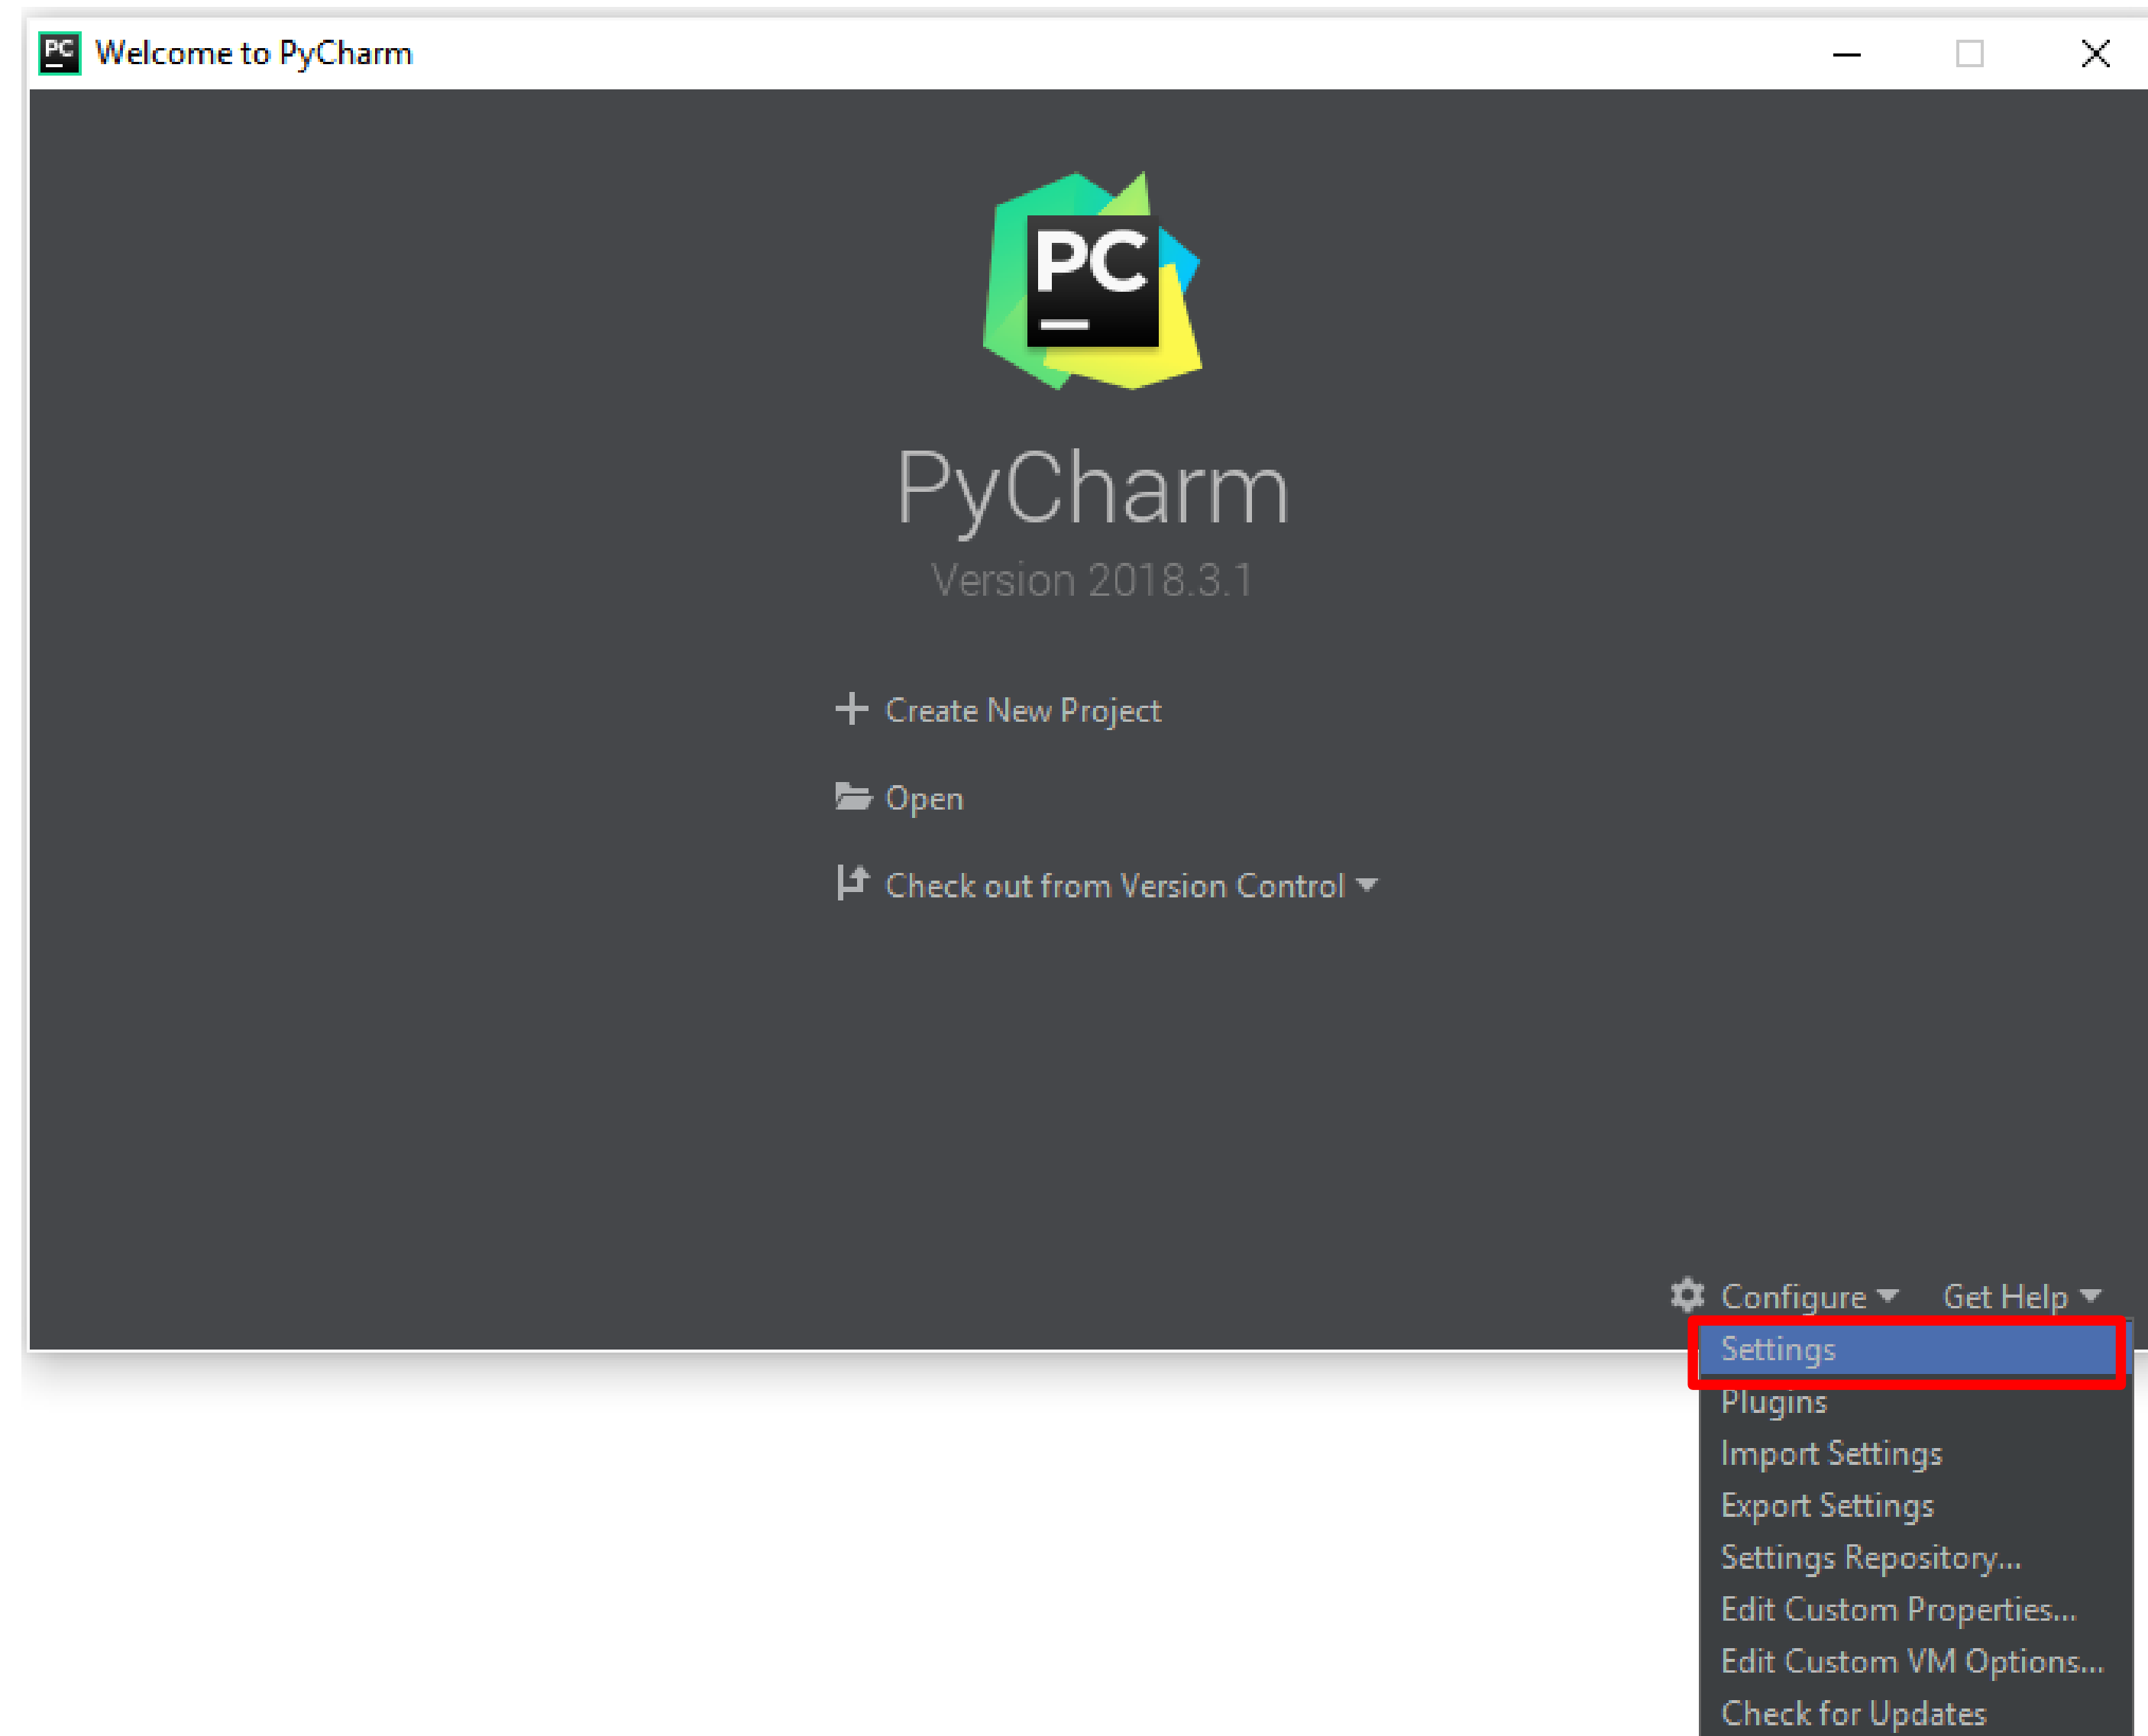 PC Welcome to PyCharm
PC
PyCharm
Version 2018.3.1
Create New Project
Open
Check out from Version Control
Configure Get Help
Settings
Plugins
Import Settings
Export Settings
Settings Repository...
Edit Custom Properties...
Edit Custom VM Options...
Check for Updates